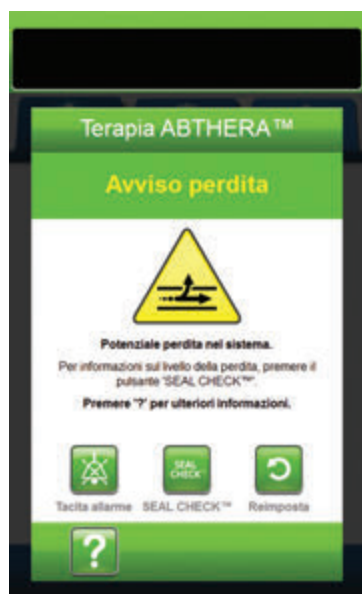 Terapia ABTHERA™
Avviso perdita
Potenziale perdita nel sistema.
Per informazioni sul livello della perdita, premere il
pulsante 'SEAL CHECK™'.
Premere '?' per ulteriori informazioni.
SEAL
CHECK™
Tacita allarme SEAL CHECK™ Reimposta
?